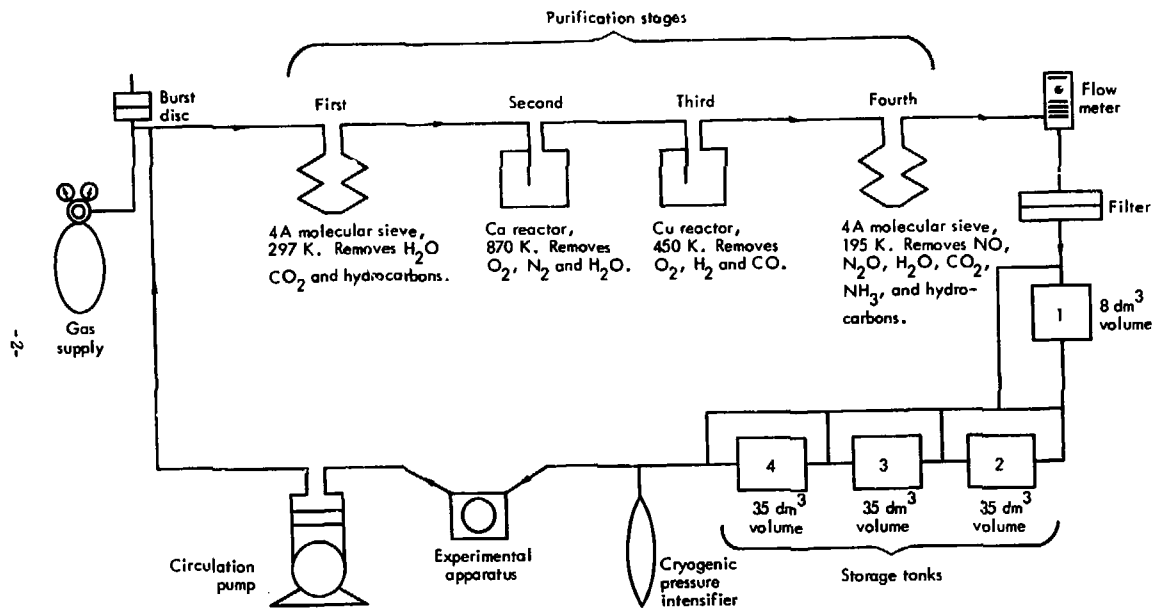 Purification stages
Burst
disc
First
Second
Third
Fourth
Flow
meter
4A molecular sieve,
297 K. Removes H2O
CO2 and hydrocarbons.
Ca reactor,
870 K. Removes
O2, N2 and H2O.
Cu reactor,
450 K. Removes
O2, H2 and CO.
4A molecular sieve,
195 K. Removes NO,
N2O, H2O, CO2,
NH3, and hydro-
carbons.
Filter
Gas
supply
1
8 dm3
volume
-2-
4
3
2
35 dm3
volume
35 dm3
volume
35 dm3
volume
Storage tonks
Circulation
pump
Experimental
apparatus
Cryogenic
pressure
intensifier